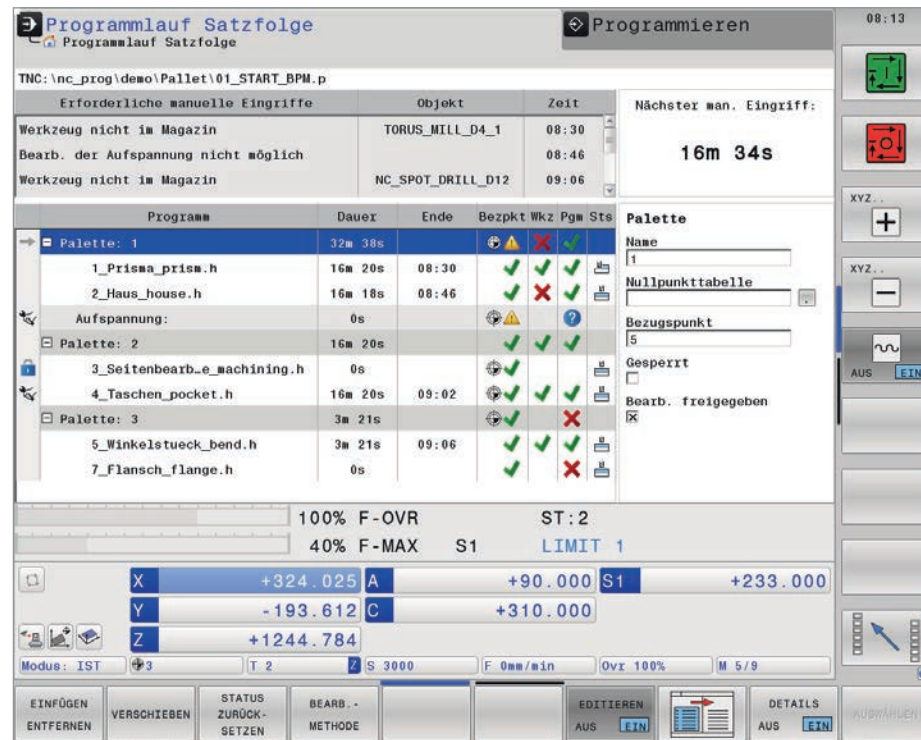 Programmlauf Satzfolge
Programmlauf Satzfolge
Programmieren
08:13
TNC:\nc_prog\demo\Pallet\01_START_BPM.p
Erforderliche manuelle Eingriffe Objekt Zeit
Werkzeug nicht im Magazin TORUS_MILL_D4_1 08:30
Bearb. der Aufspannung nicht möglich 08:46
Werkzeug nicht im Magazin NC_SPOT_DRILL_D12 09:06
Nächster man. Eingriff:
16m 34s
Programm Dauer Ende Bezpkt Wkz Pgm Sts
Palette: 1 32m 38s
1_Prisma_prism.h 16m 20s 08:30
2_Haus_house.h 16m 18s 08:46
Aufspannung: 0s
Palette: 2 16m 20s
3_Seitenbearb…e_machining.h 0s
4_Taschen_pocket.h 16m 20s 09:02
Palette: 3 3m 21s
5_Winkelstueck_bend.h 3m 21s 09:06
7_Flansch_flange.h 0s
Palette
Name
1
Nullpunkttabelle
Bezugspunkt
5
Gesperrt
Bearb. freigegeben
XYZ..
XYZ..
AUS EIN
100% F-OVR ST:2
40% F-MAX S1 LIMIT 1
X +324.025 A +90.000 S1 +233.000
Y -193.612 C +310.000
Z +1244.784
Modus: IST 3 T 2 Z S 3000 F 0mm/min Ovr 100% M 5/9
EINFÜGEN
ENTFERNEN
VERSCHIEBEN
STATUS
ZURÜCK-
SETZEN
BEARB.-
METHODE
EDITIEREN
AUS EIN
DETAILS
AUS EIN
AUSWÄHLEN